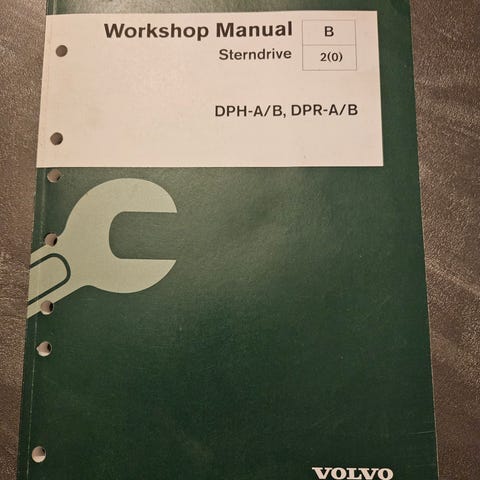 Workshop Manual
Sterndrive
B
2(0)
DPH-A/B, DPR-A/B
VOLVO